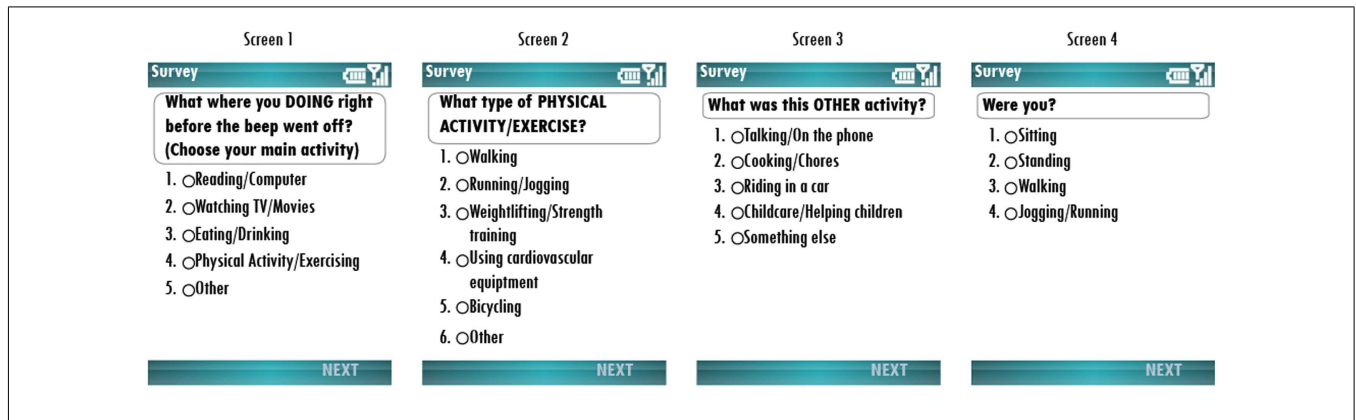 Screen 1
Survey
What where you DOING right
before the beep went off?
(Choose your main activity)
1. Reading/Computer
2. Watching TV/Movies
3. Eating/Drinking
4. Physical Activity/Exercising
5. Other
NEXT
Screen 2
Survey
What type of PHYSICAL
ACTIVITY/EXERCISE?
1. Walking
2. Running/Jogging
3. Weightlifting/Strength
training
4. Using cardiovascular
equiptment
5. Bicycling
6. Other
NEXT
Screen 3
Survey
What was this OTHER activity?
1. Talking/On the phone
2. Cooking/Chores
3. Riding in a car
4. Childcare/Helping children
5. Something else
NEXT
Screen 4
Survey
Were you?
1. Sitting
2. Standing
3. Walking
4. Jogging/Running
NEXT